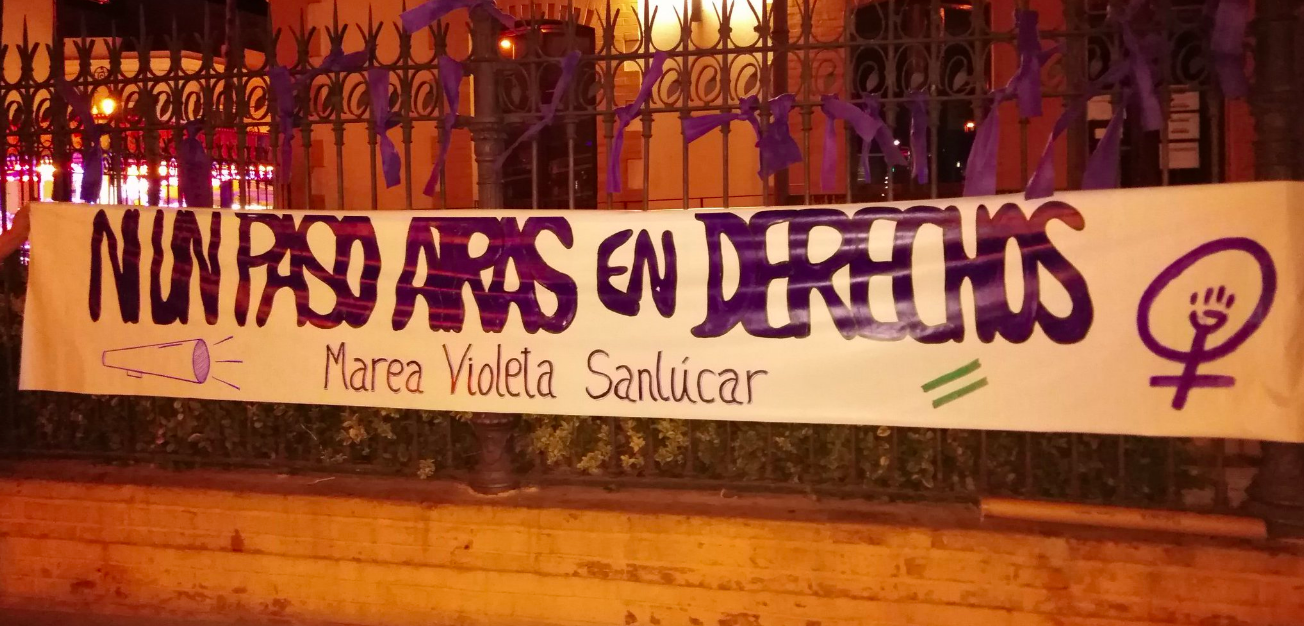 NI UN PASO ATRAS EN DERECHOS
Marea Violeta Sanlúcar